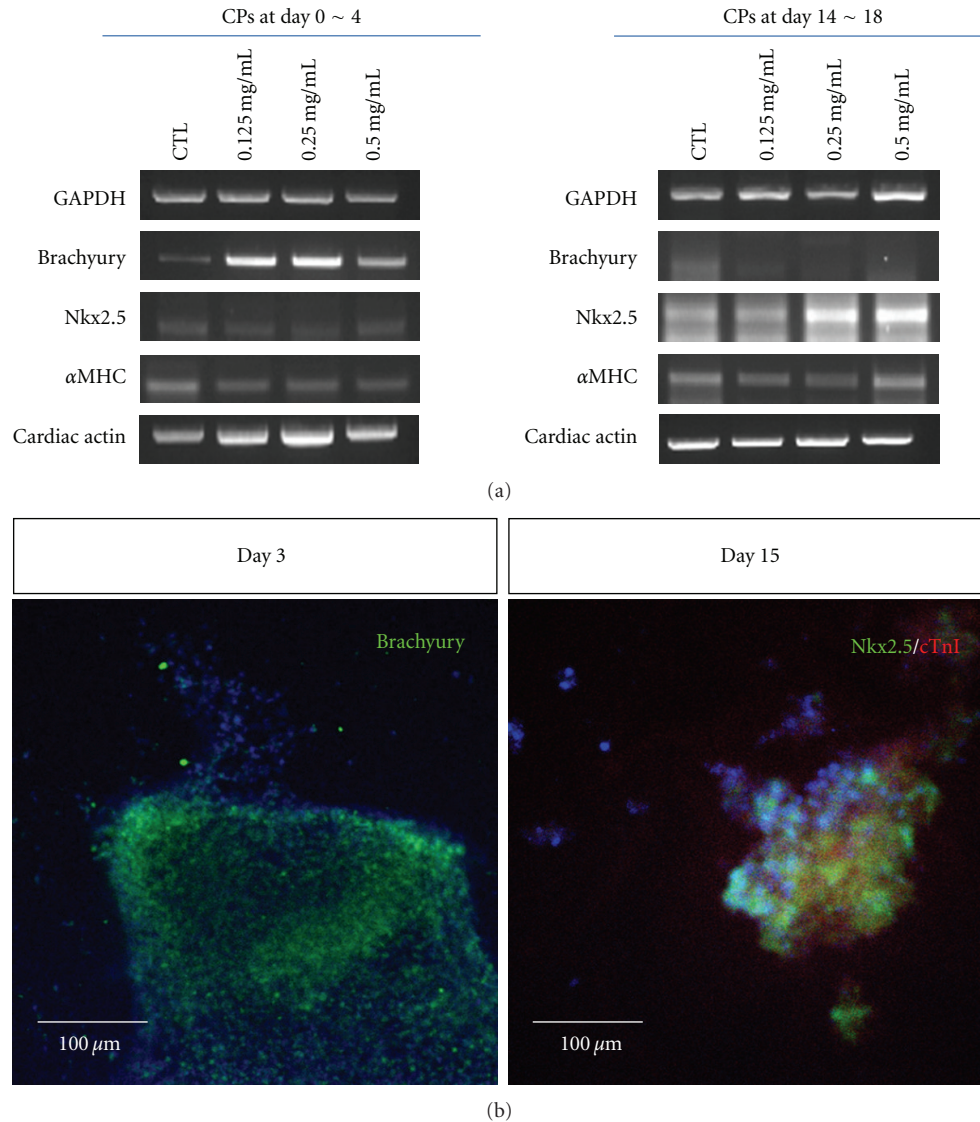 CPs at day 0 ~ 4
CTL
0.125 mg/mL
0.25 mg/mL
0.5 mg/mL
GAPDH
Brachyury
Nkx2.5
αMHC
Cardiac actin
CPs at day 14 ~ 18
CTL
0.125 mg/mL
0.25 mg/mL
0.5 mg/mL
GAPDH
Brachyury
Nkx2.5
αMHC
Cardiac actin
(a)
Day 3
Brachyury
100 μm
Day 15
Nkx2.5/cTnI
100 μm
(b)